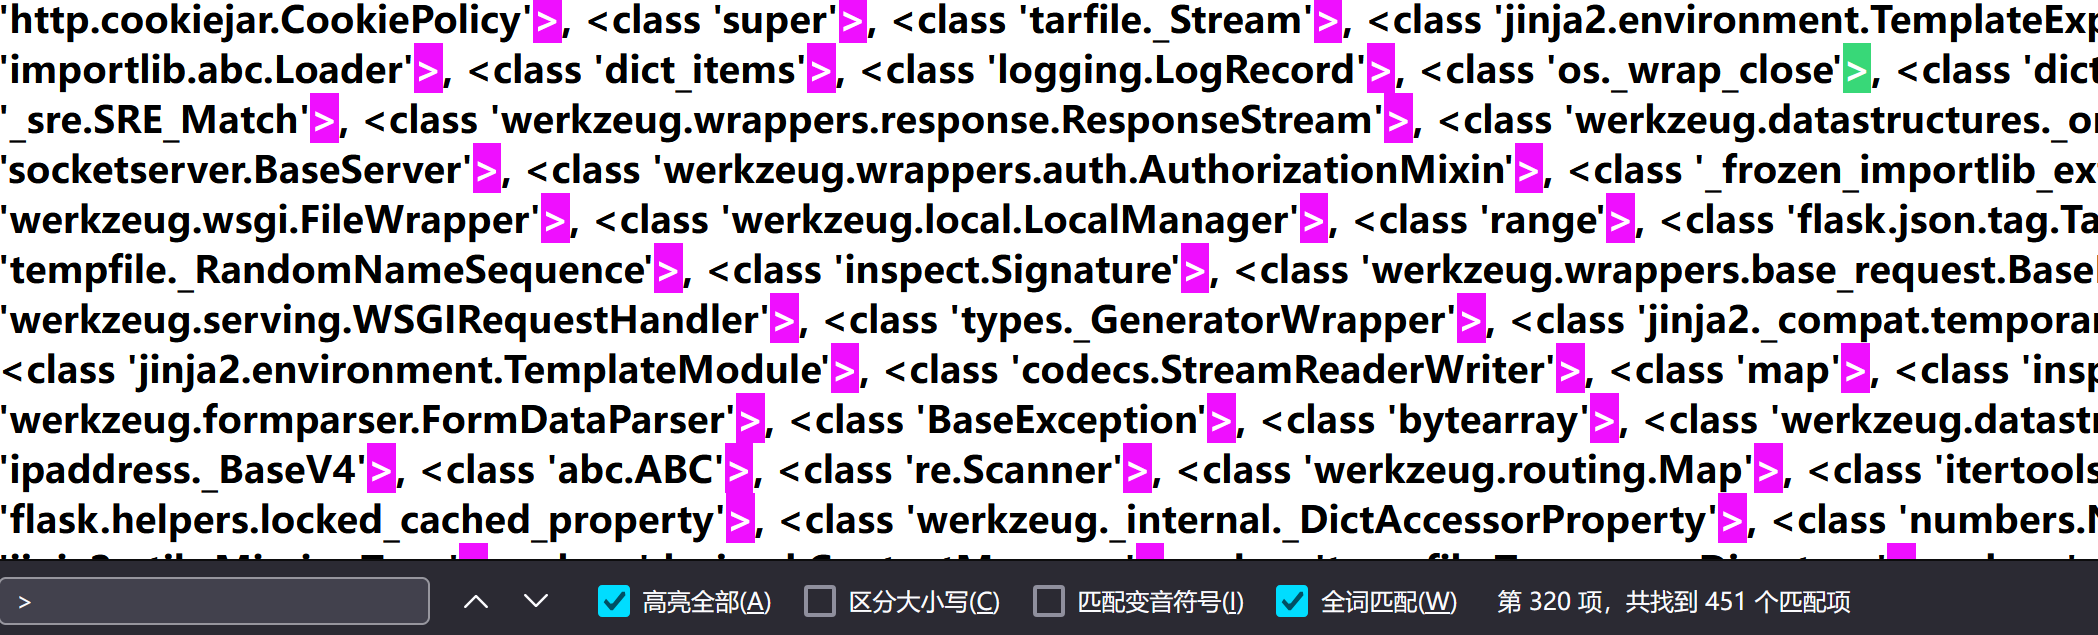 'http.cookiejar.CookiePolicy'>, <class 'super'>, <class 'tarfile._Stream'>, <class 'jinja2.environment.TemplateExp
'importlib.abc.Loader'>, <class 'dict_items'>, <class 'logging.LogRecord'>, <class 'os._wrap_close'>, <class 'dict
'_sre.SRE_Match'>, <class 'werkzeug.wrappers.response.ResponseStream'>, <class 'werkzeug.datastructures._or
'socketserver.BaseServer'>, <class 'werkzeug.wrappers.auth.AuthorizationMixin'>, <class '_frozen_importlib_ex
'werkzeug.wsgi.FileWrapper'>, <class 'werkzeug.local.LocalManager'>, <class 'range'>, <class 'flask.json.tag.Ta
'tempfile._RandomNameSequence'>, <class 'inspect.Signature'>, <class 'werkzeug.wrappers.base_request.Base
'werkzeug.serving.WSGIRequestHandler'>, <class 'types._GeneratorWrapper'>, <class 'jinja2._compat.temporar
<class 'jinja2.environment.TemplateModule'>, <class 'codecs.StreamReaderWriter'>, <class 'map'>, <class 'insp
'werkzeug.formparser.FormDataParser'>, <class 'BaseException'>, <class 'bytearray'>, <class 'werkzeug.datastr
'ipaddress._BaseV4'>, <class 'abc.ABC'>, <class 're.Scanner'>, <class 'werkzeug.routing.Map'>, <class 'itertools
'flask.helpers.locked_cached_property'>, <class 'werkzeug._internal._DictAccessorProperty'>, <class 'numbers.N
> 高亮全部(A) 区分大小写(C) 匹配变音符号(I) 全词匹配(W) 第 320 项，共找到 451 个匹配项